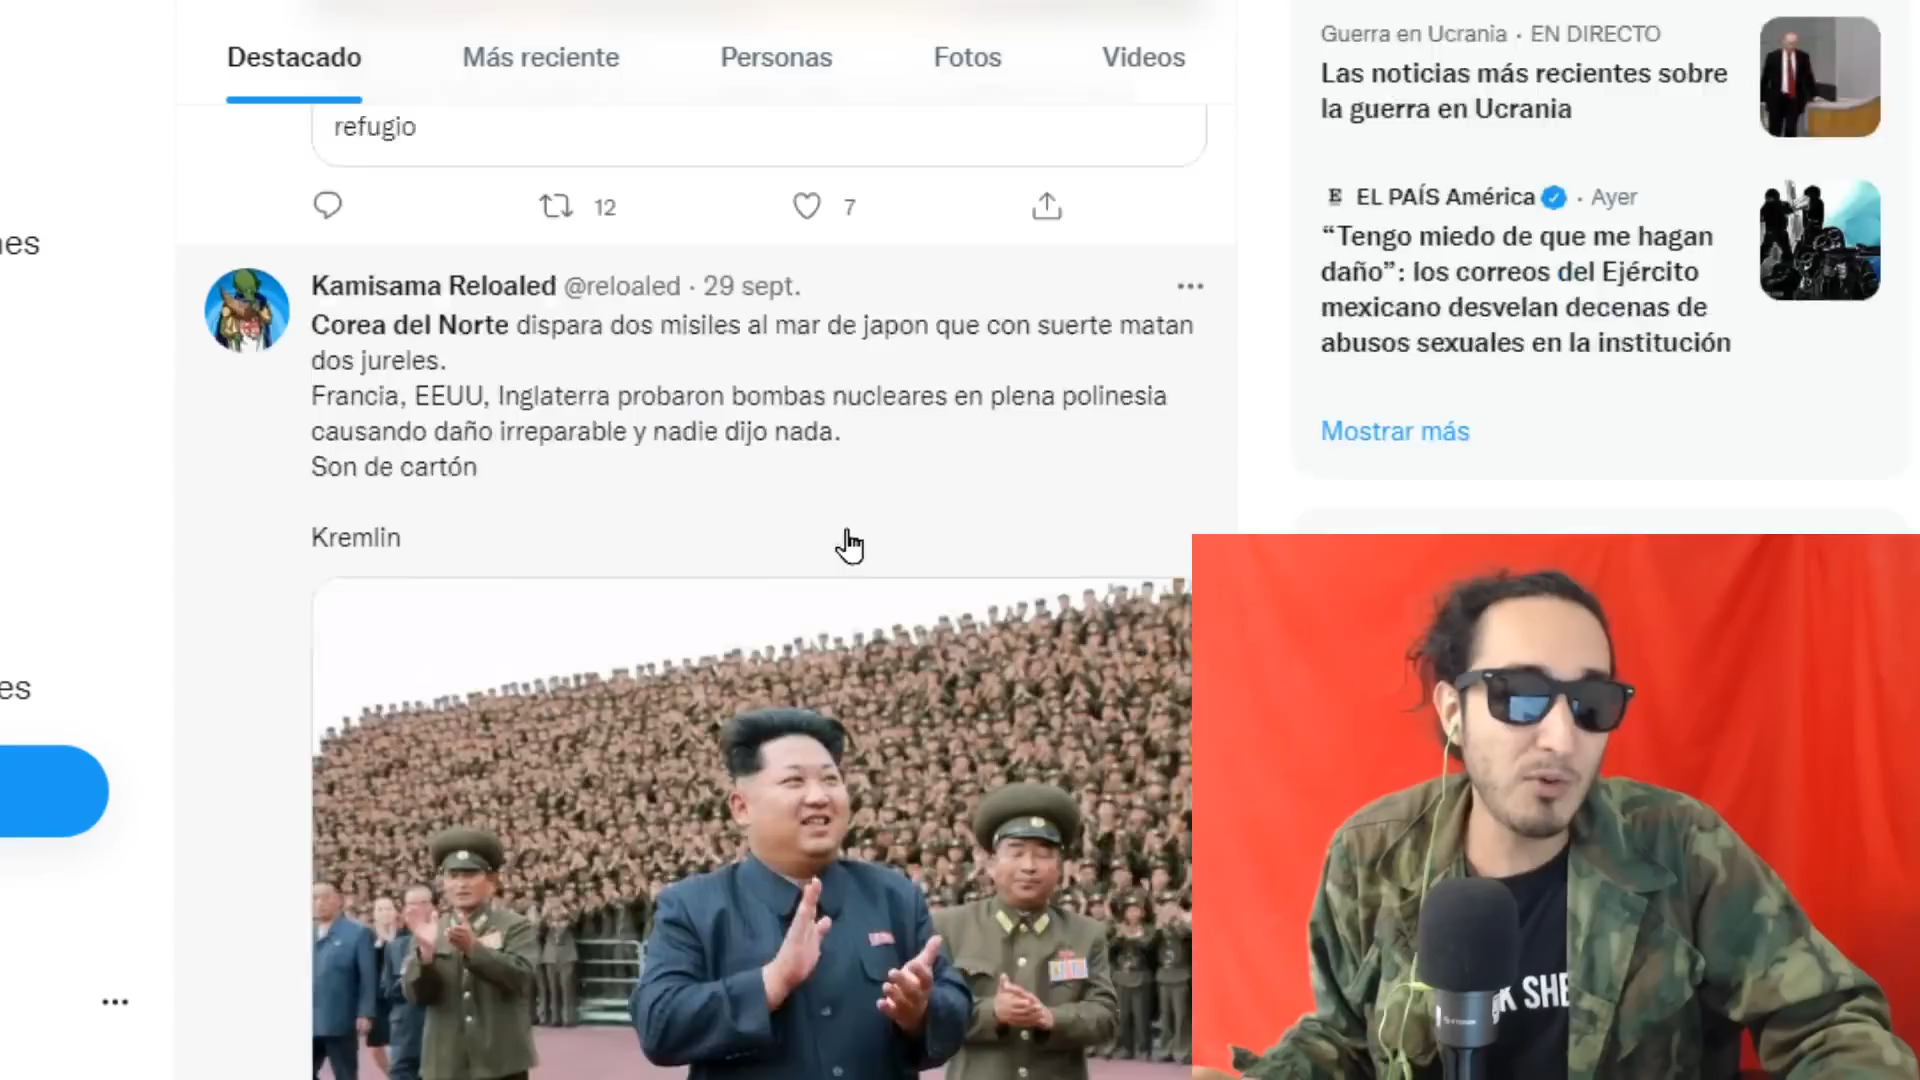 Destacado
Más reciente
Personas
Fotos
Videos
refugio
12
7
es
Kamisama Reloaled @reloaled · 29 sept.
Corea del Norte dispara dos misiles al mar de japon que con suerte matan
dos jureles.
Francia, EEUU, Inglaterra probaron bombas nucleares en plena polinesia
causando daño irreparable y nadie dijo nada.
Son de cartón
Kremlin
es
Guerra en Ucrania · EN DIRECTO
Las noticias más recientes sobre
la guerra en Ucrania
EL PAÍS América · Ayer
“Tengo miedo de que me hagan
daño”: los correos del Ejército
mexicano desvelan decenas de
abusos sexuales en la institución
Mostrar más
K SHE